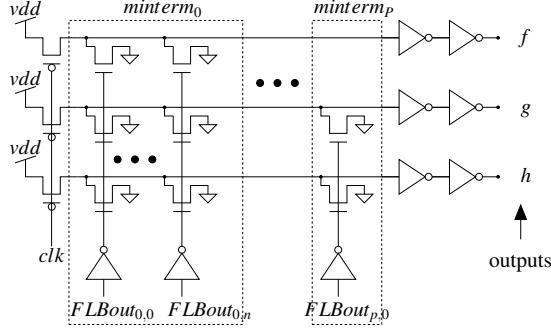 vdd
minterm0
mintermP
f
vdd
g
vdd
h
clk
outputs
FLBout0,0
FLBout0,n
FLBoutp,0